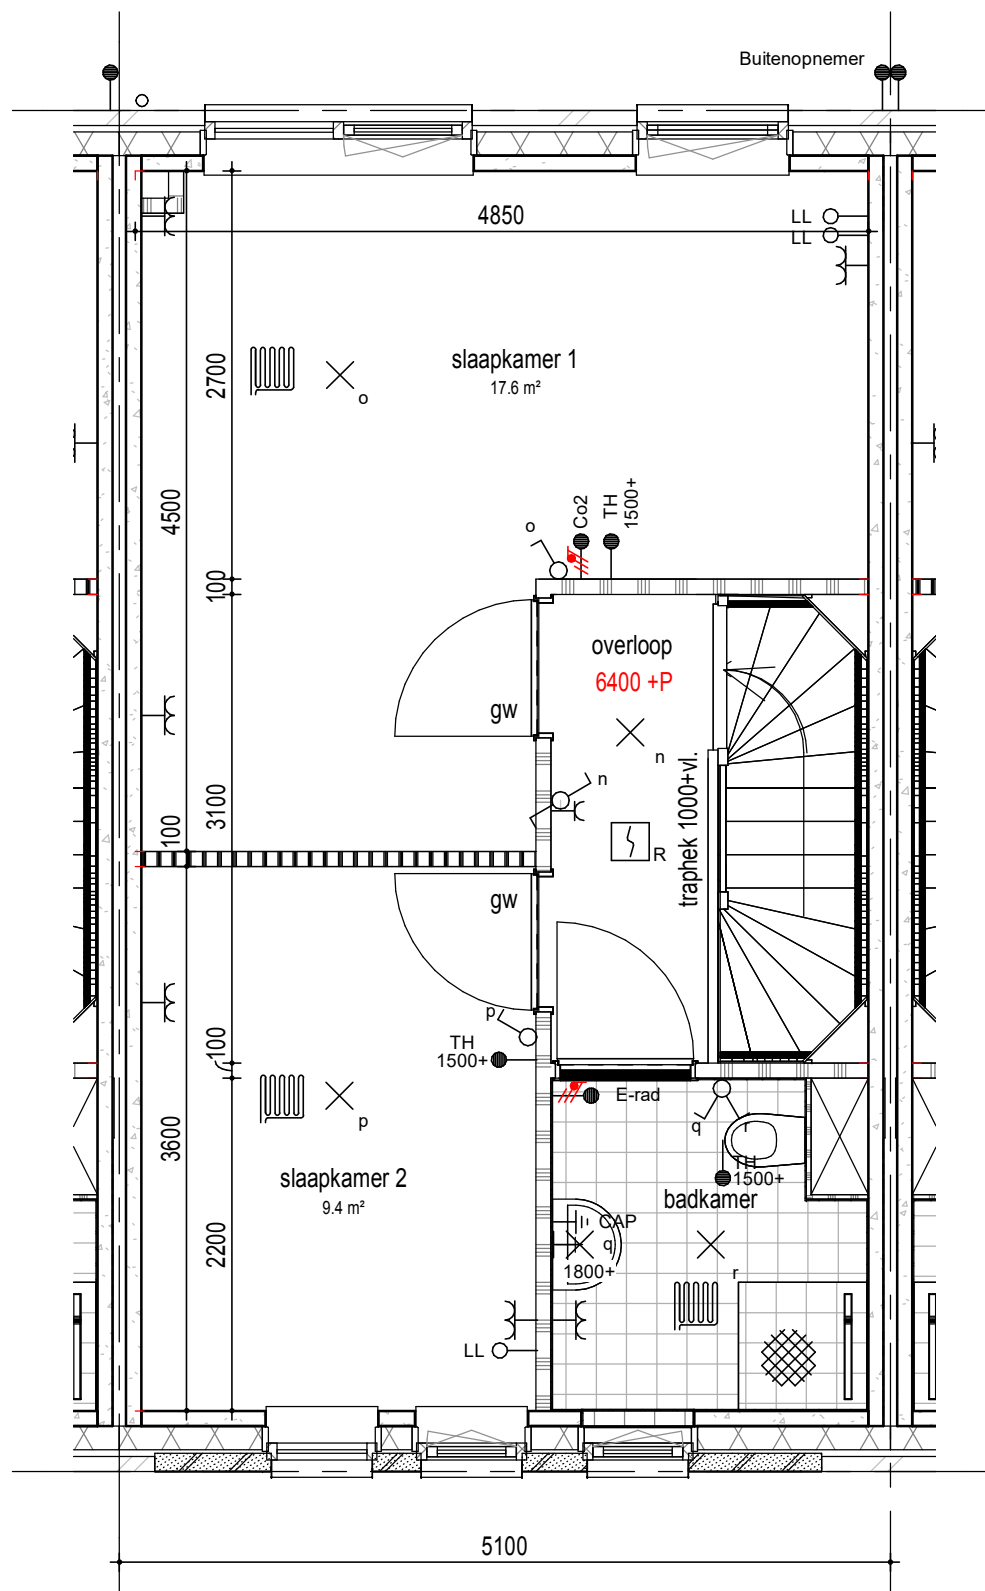 Buitenopnemer
4850
LL
LL
2700
slaapkamer 1
17.6 m²
o
4500
o
Co2
TH
1500+
100
overloop
6400 +P
gw
n
n
traphek 1000+vl.
3100
100
R
gw
p
TH
1500+
100
E-rad
q
r
p
TH
1500+
3600
slaapkamer 2
9.4 m²
badkamer
CAP
q
1800+
r
2200
LL
5100